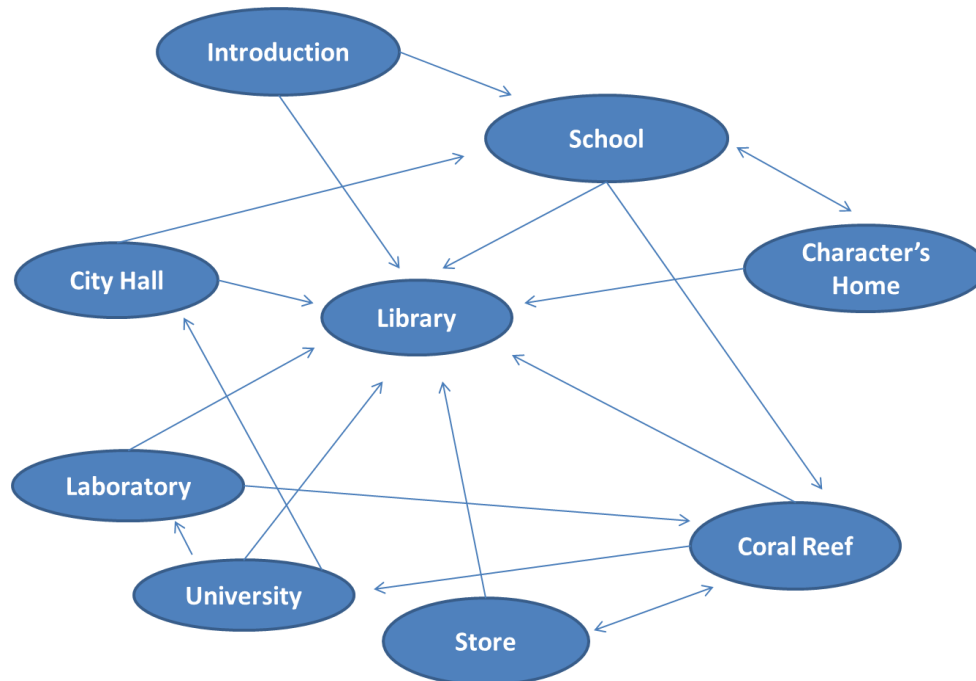 Introduction
School
City Hall
Character’s
Home
Library
Laboratory
Coral Reef
University
Store